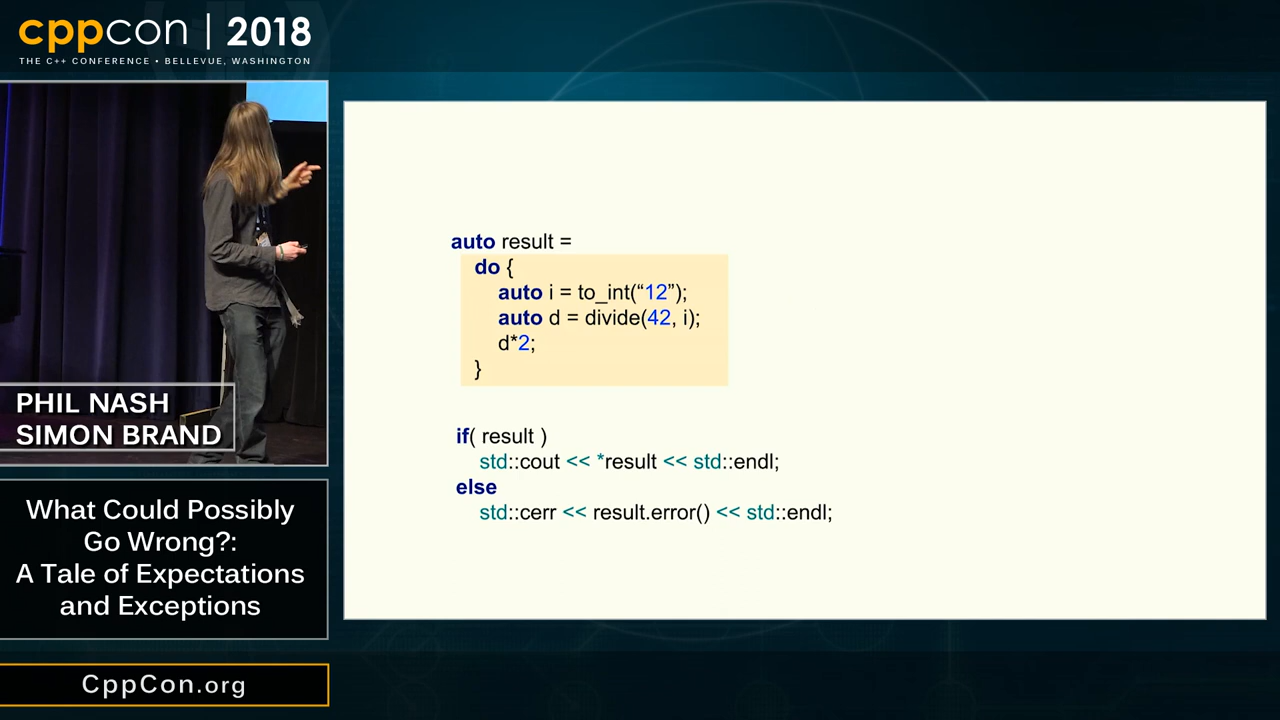 cppcon | 2018
THE C++ CONFERENCE • BELLEVUE, WASHINGTON
PHIL NASH
SIMON BRAND
What Could Possibly
Go Wrong?:
A Tale of Expectations
and Exceptions
CppCon.org
auto result =
do {
auto i = to_int(“12”);
auto d = divide(42, i);
d*2;
}
if( result )
std::cout << *result << std::endl;
else
std::cerr << result.error() << std::endl;